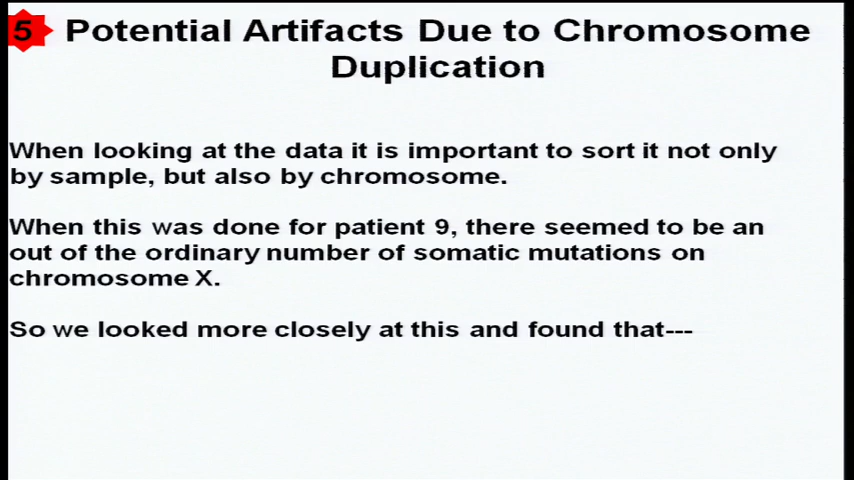 5
Potential Artifacts Due to Chromosome
Duplication
When looking at the data it is important to sort it not only
by sample, but also by chromosome.
When this was done for patient 9, there seemed to be an
out of the ordinary number of somatic mutations on
chromosome X.
So we looked more closely at this and found that---